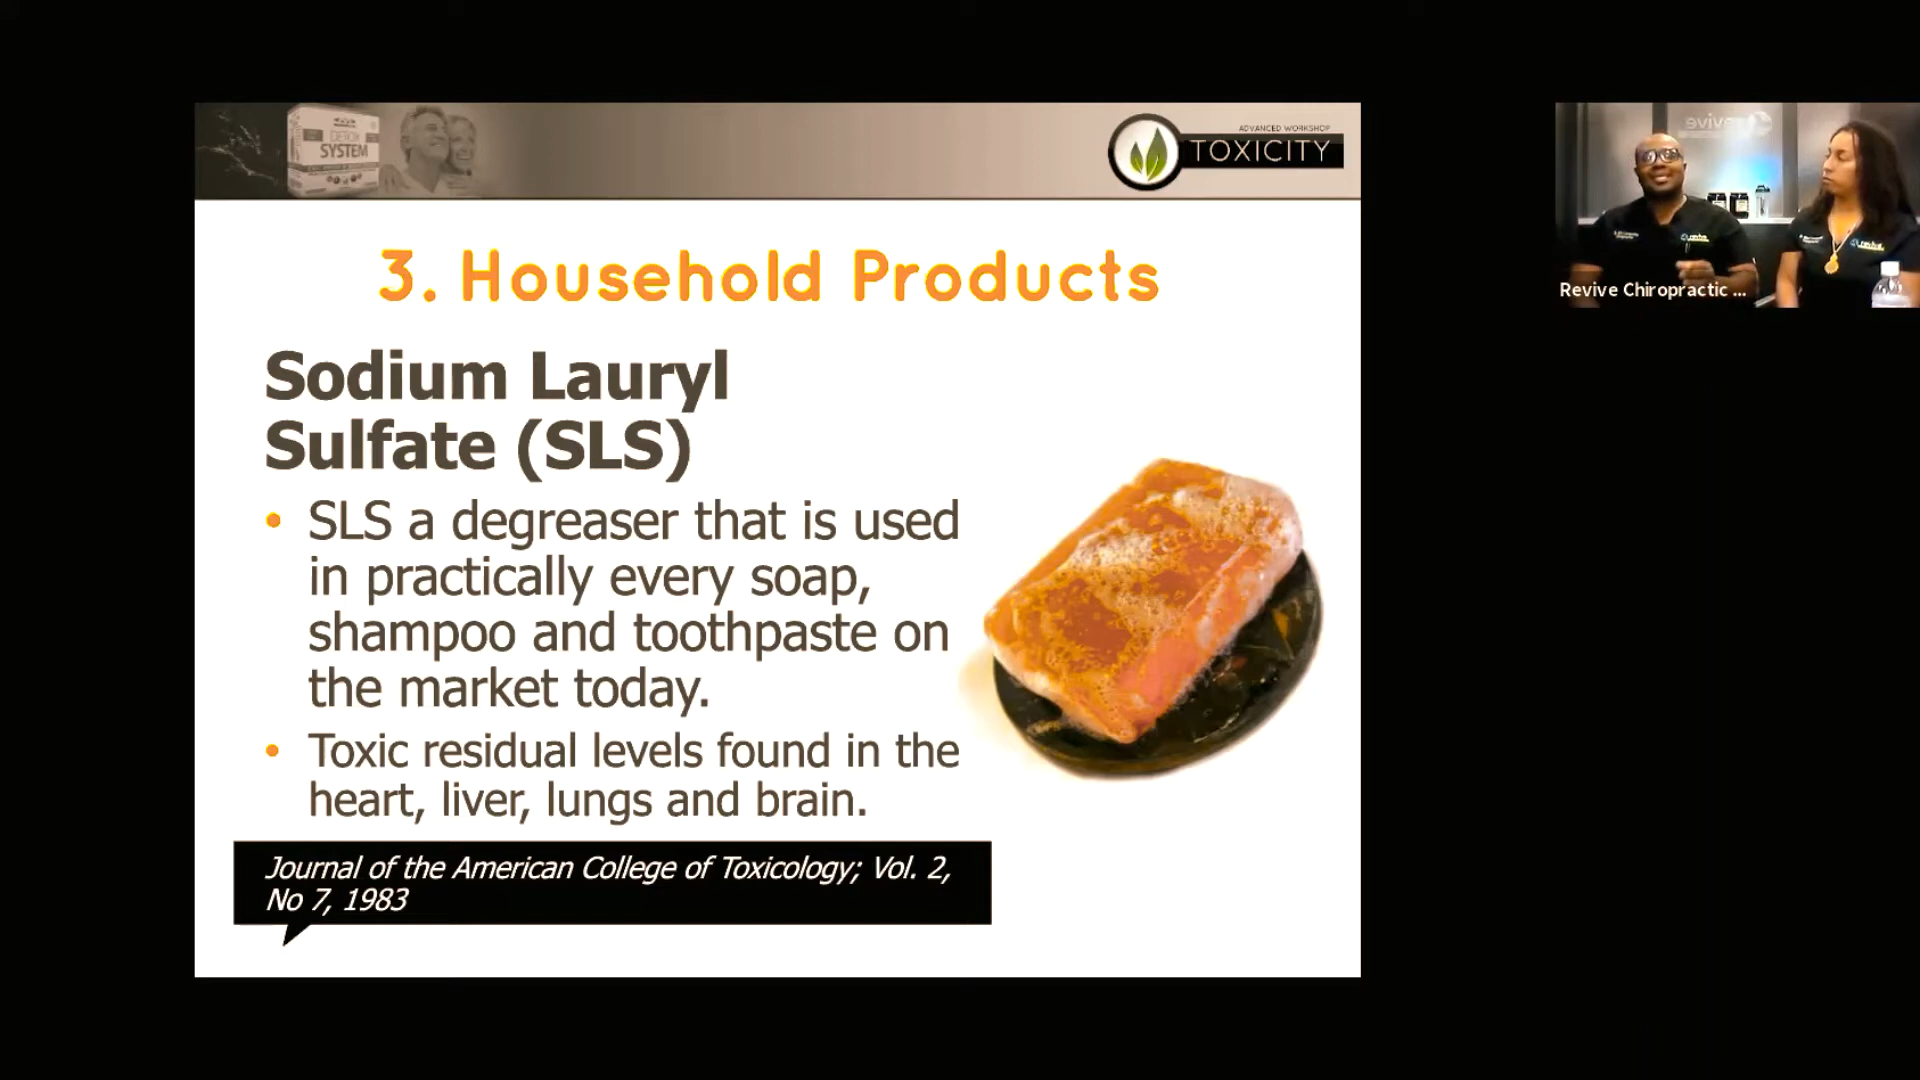 DETOX
SYSTEM
ADVANCED WORKSHOP
TOXICITY
3. Household Products
Sodium Lauryl
Sulfate (SLS)
• SLS a degreaser that is used
in practically every soap,
shampoo and toothpaste on
the market today.
• Toxic residual levels found in the
heart, liver, lungs and brain.
Journal of the American College of Toxicology; Vol. 2,
No 7, 1983
revive
Revive Chiropractic ...